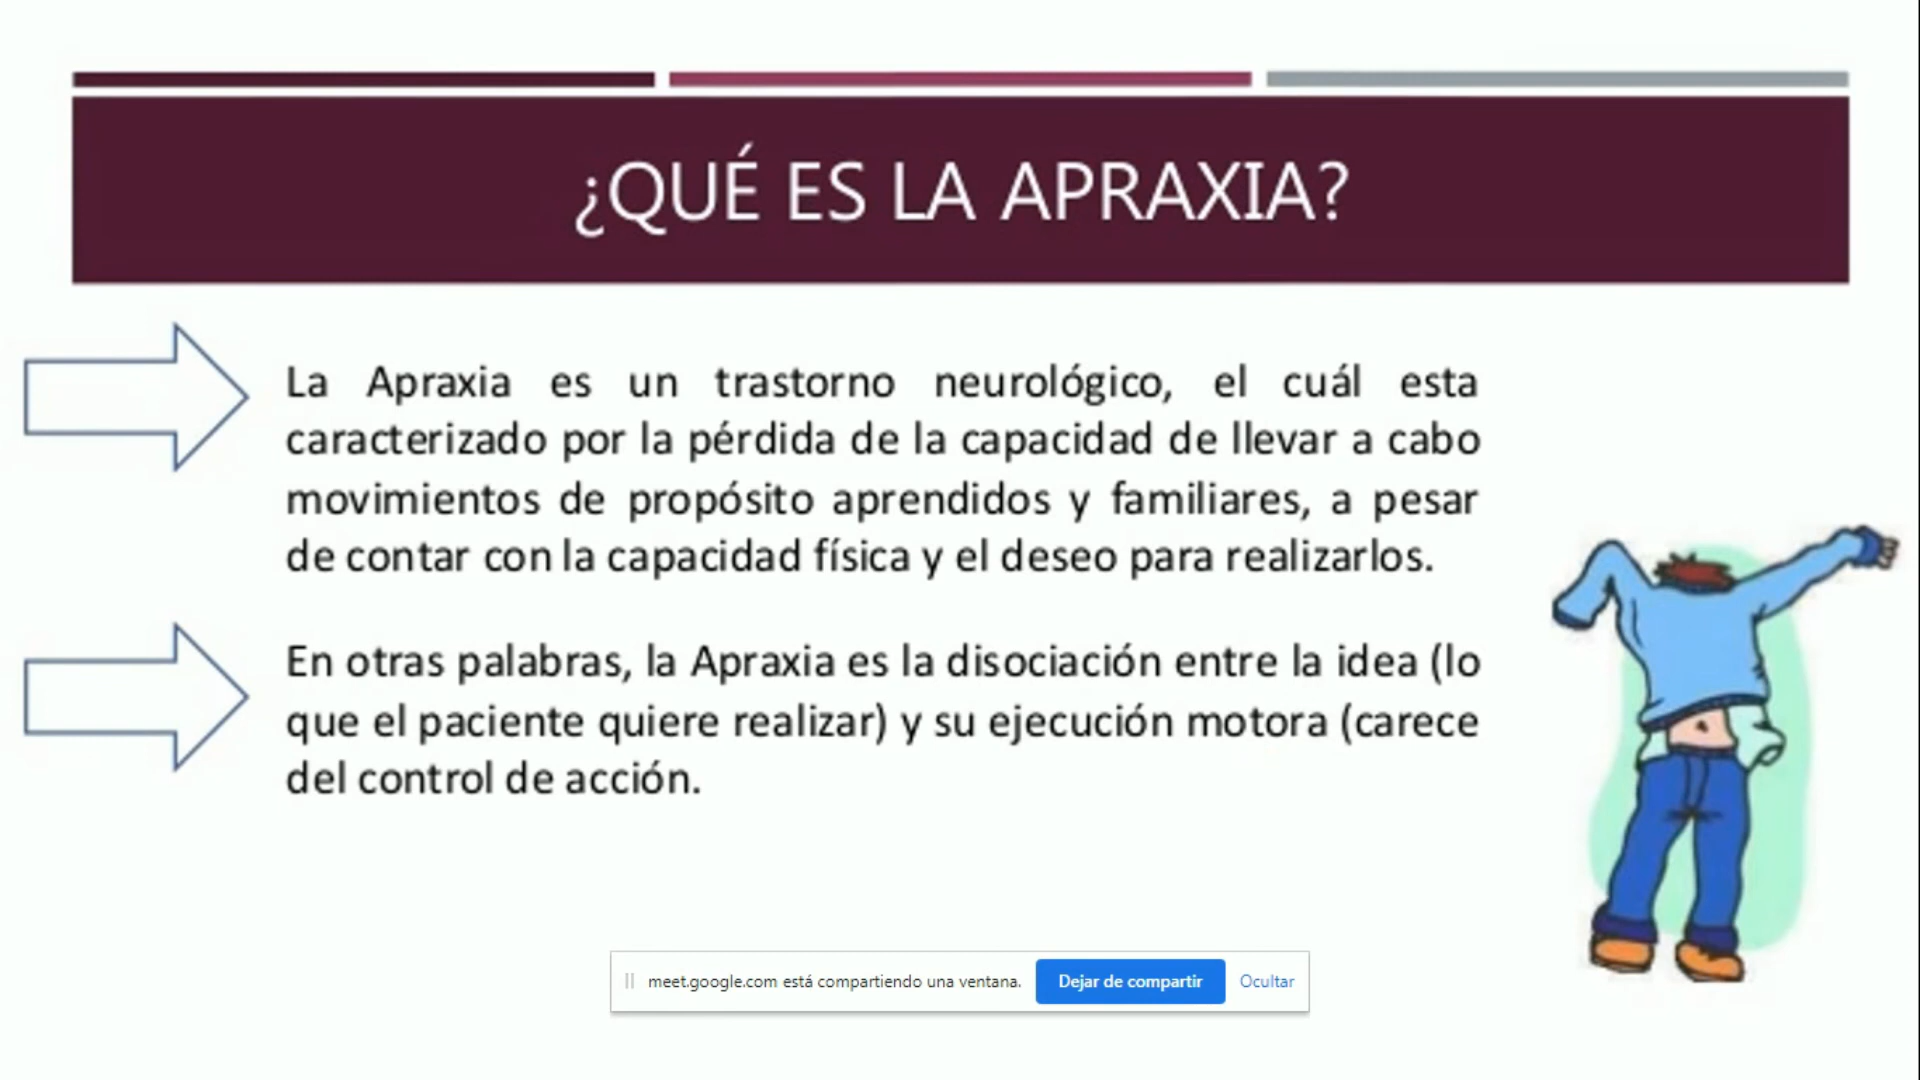 ¿QUÉ ES LA APRAXIA?
La Apraxia es un trastorno neurológico, el cuál esta
caracterizado por la pérdida de la capacidad de llevar a cabo
movimientos de propósito aprendidos y familiares, a pesar
de contar con la capacidad física y el deseo para realizarlos.
En otras palabras, la Apraxia es la disociación entre la idea (lo
que el paciente quiere realizar) y su ejecución motora (carece
del control de acción.
meet.google.com está compartiendo una ventana. Dejar de compartir Ocultar